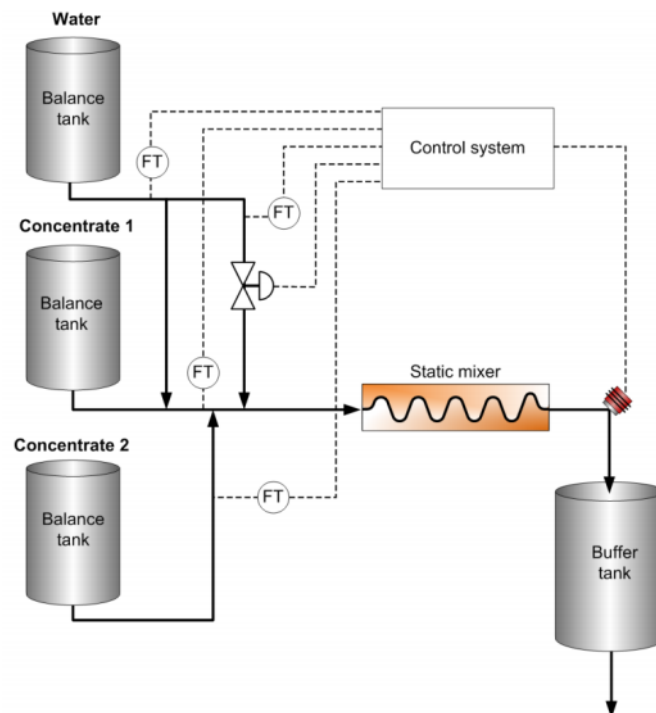 Water
Balance
tank
FT
Control system
FT
Concentrate 1
Balance
tank
FT
Static mixer
Concentrate 2
Balance
tank
FT
Buffer
tank